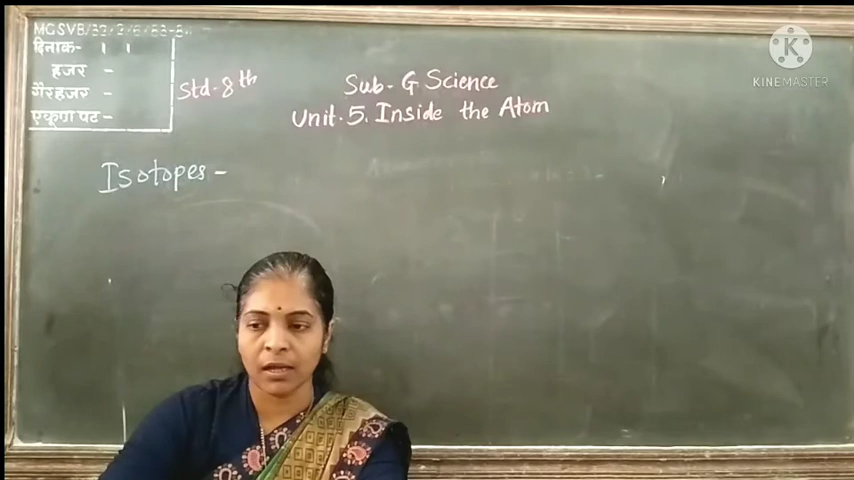 दिनांक-
हजर -
गैरहजर -
एकूण पट -
Std-8th
Sub- G Science
Unit.5. Inside the Atom
Isotopes -
K
KINEMASTER